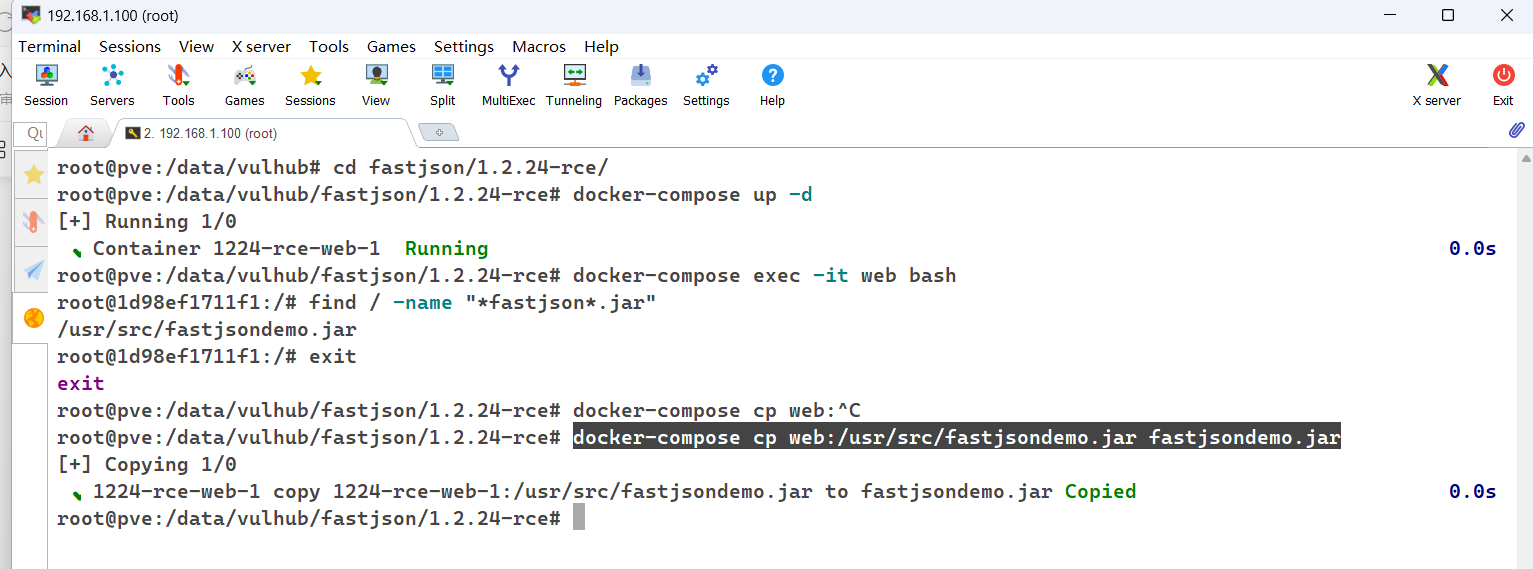 192.168.1.100 (root)
Terminal Sessions View X server Tools Games Settings Macros Help
Session Servers Tools Games Sessions View Split MultiExec Tunneling Packages Settings Help X server Exit
2. 192.168.1.100 (root)
root@pve:/data/vulhub# cd fastjson/1.2.24-rce/
root@pve:/data/vulhub/fastjson/1.2.24-rce# docker-compose up -d
[+] Running 1/0
Container 1224-rce-web-1 Running 0.0s
root@pve:/data/vulhub/fastjson/1.2.24-rce# docker-compose exec -it web bash
root@1d98ef1711f1:/# find / -name "*fastjson*.jar"
/usr/src/fastjsondemo.jar
root@1d98ef1711f1:/# exit
exit
root@pve:/data/vulhub/fastjson/1.2.24-rce# docker-compose cp web:^C
root@pve:/data/vulhub/fastjson/1.2.24-rce# docker-compose cp web:/usr/src/fastjsondemo.jar fastjsondemo.jar
[+] Copying 1/0
1224-rce-web-1 copy 1224-rce-web-1:/usr/src/fastjsondemo.jar to fastjsondemo.jar Copied 0.0s
root@pve:/data/vulhub/fastjson/1.2.24-rce#